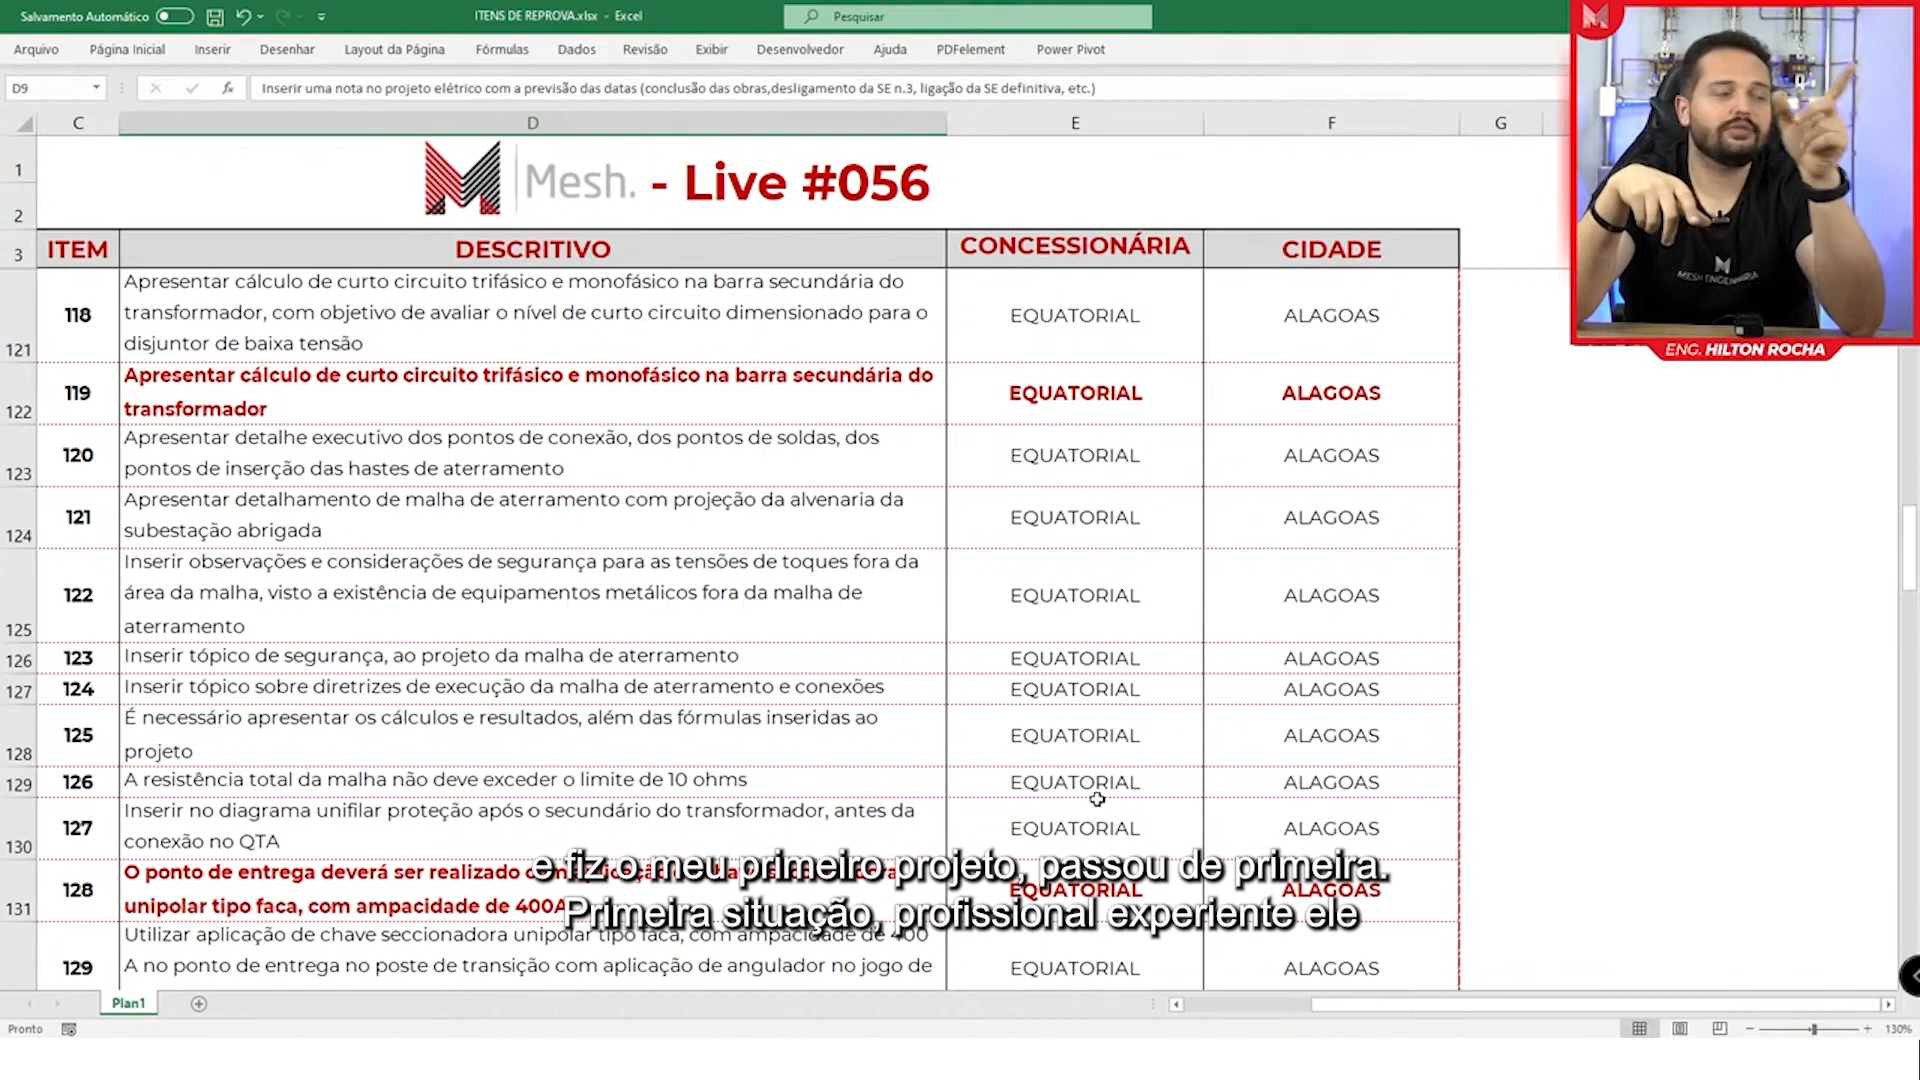 Salvamento Automático
ITENS DE REPROVA.xlsx - Excel
Pesquisar
Arquivo Página Inicial Inserir Desenhar Layout da Página Fórmulas Dados Revisão Exibir Desenvolvedor Ajuda PDFelement Power Pivot
D9 fx Inserir uma nota no projeto elétrico com a previsão das datas (conclusão das obras,desligamento da SE n.3, ligação da SE definitiva, etc.)
C D E F G
1
2
Mesh. - Live #056
3 ITEM DESCRITIVO CONCESSIONÁRIA CIDADE
Apresentar cálculo de curto circuito trifásico e monofásico na barra secundária do
118 transformador, com objetivo de avaliar o nível de curto circuito dimensionado para o EQUATORIAL ALAGOAS
121 disjuntor de baixa tensão
Apresentar cálculo de curto circuito trifásico e monofásico na barra secundária do
119 EQUATORIAL ALAGOAS
122 transformador
Apresentar detalhe executivo dos pontos de conexão, dos pontos de soldas, dos
120 EQUATORIAL ALAGOAS
123 pontos de inserção das hastes de aterramento
Apresentar detalhamento de malha de aterramento com projeção da alvenaria da
121 EQUATORIAL ALAGOAS
124 subestação abrigada
Inserir observações e considerações de segurança para as tensões de toques fora da
122 área da malha, visto a existência de equipamentos metálicos fora da malha de EQUATORIAL ALAGOAS
125 aterramento
126 123 Inserir tópico de segurança, ao projeto da malha de aterramento EQUATORIAL ALAGOAS
127 124 Inserir tópico sobre diretrizes de execução da malha de aterramento e conexões EQUATORIAL ALAGOAS
É necessário apresentar os cálculos e resultados, além das fórmulas inseridas ao
125 EQUATORIAL ALAGOAS
128 projeto
129 126 A resistência total da malha não deve exceder o limite de 10 ohms EQUATORIAL ALAGOAS
Inserir no diagrama unifilar proteção após o secundário do transformador, antes da
127 EQUATORIAL ALAGOAS
130 conexão no QTA
O ponto de entrega deverá ser realizado
128 EQUATORIAL ALAGOAS
131 unipolar tipo faca, com ampacidade de 400A
Utilizar aplicação de chave seccionadora unipolar tipo faca, com ampacidade de 400
129 A no ponto de entrega no poste de transição com aplicação de angulador no jogo de EQUATORIAL ALAGOAS
e fiz o meu primeiro projeto, passou de primeira.
Primeira situação, profissional experiente ele
MESH ENGENHARIA
ENG. HILTON ROCHA
Plan1
Pronto
130%